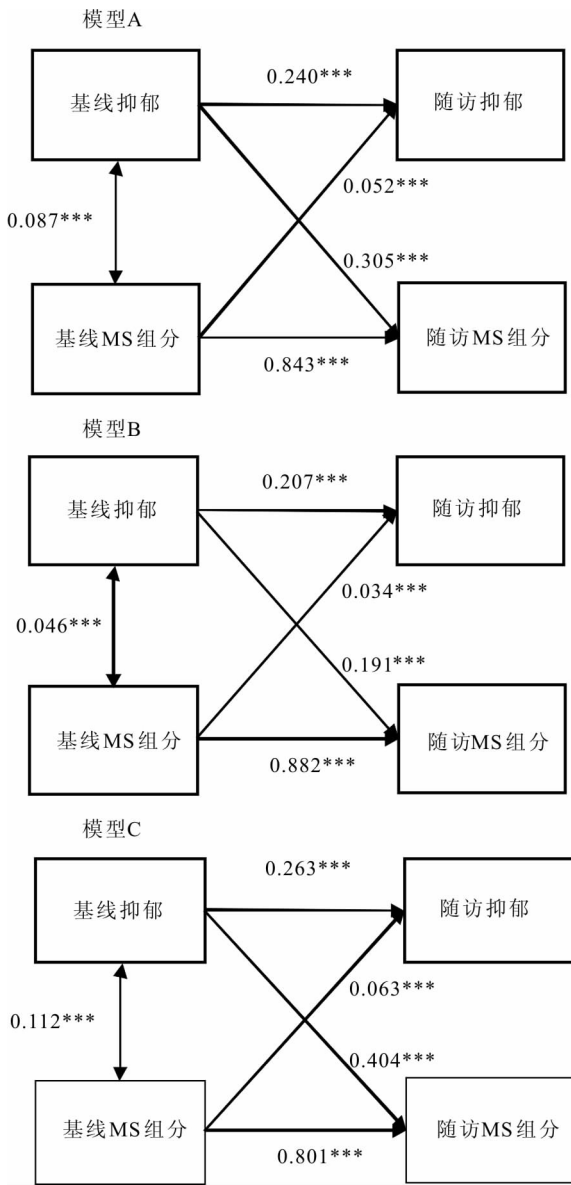 模型A
基线抑郁
0.240***
随访抑郁
0.087***
0.052***
0.305***
基线MS组分
0.843***
随访MS组分
模型B
基线抑郁
0.207***
随访抑郁
0.046***
0.034***
0.191***
基线MS组分
0.882***
随访MS组分
模型C
基线抑郁
0.263***
随访抑郁
0.112***
0.063***
0.404***
基线MS组分
0.801***
随访MS组分